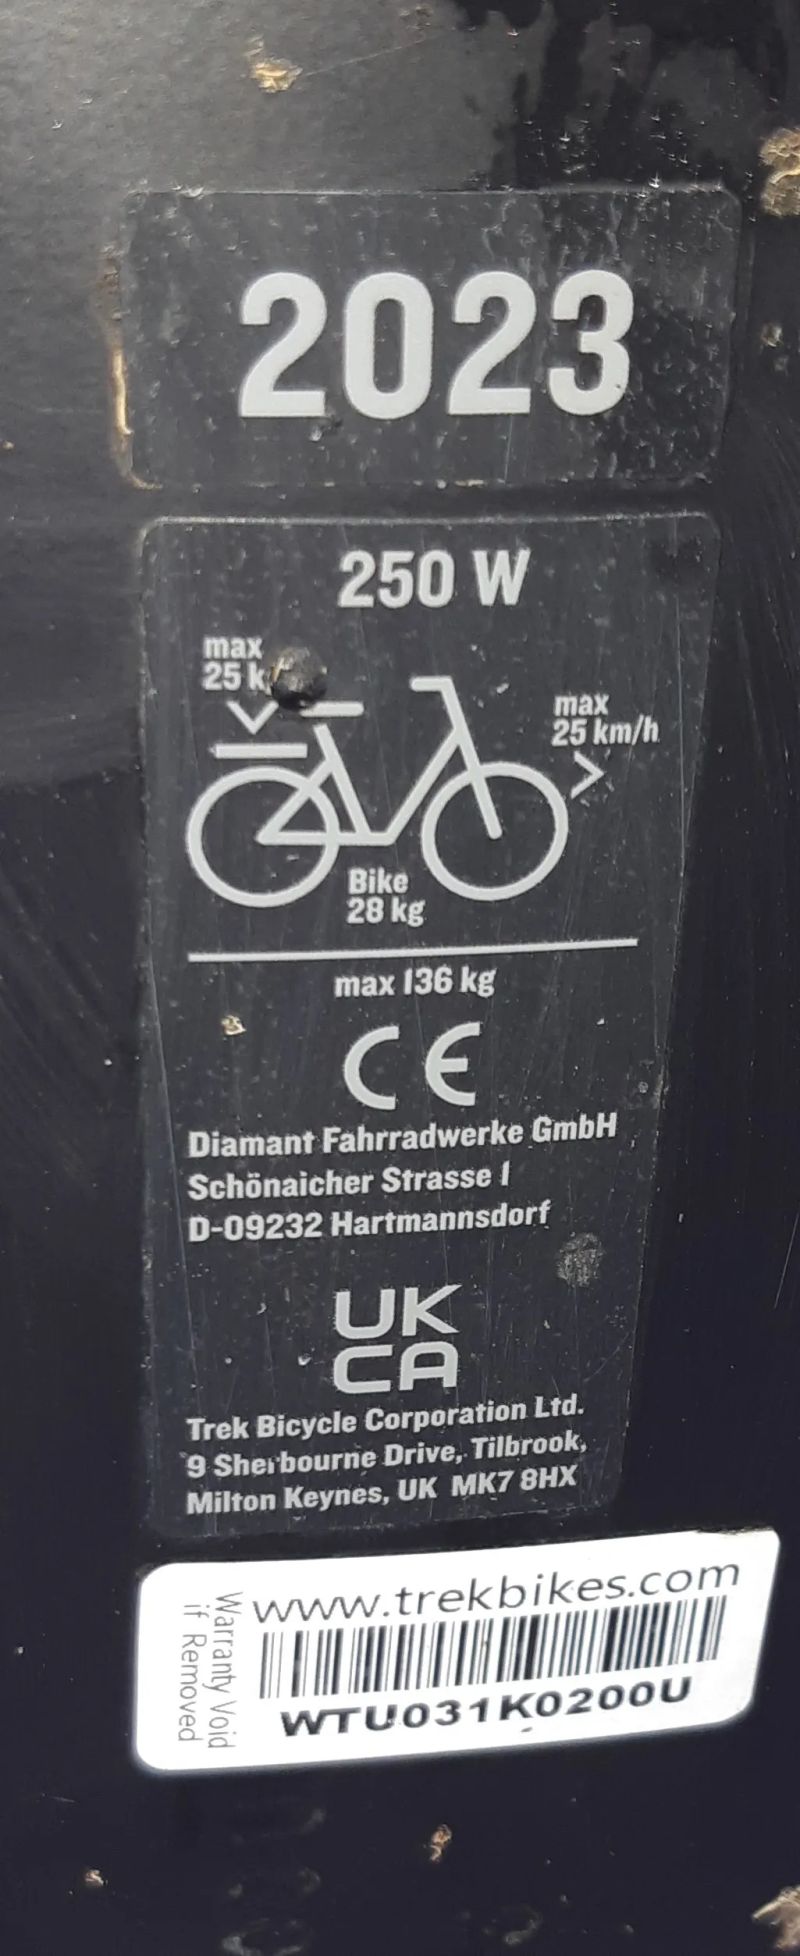 2023
250 W
max
25 k
max
25 km/h
Bike
28 kg
max 136 kg
CE
Diamant Fahrradwerke GmbH
Schönaicher Strasse 1
D-09232 Hartmannsdorf
UK
CA
Trek Bicycle Corporation Ltd.
9 Sherbourne Drive, Tilbrook,
Milton Keynes, UK MK7 8HX
www.trekbikes.com
Warranty Void
if Removed
WTU031K0200U